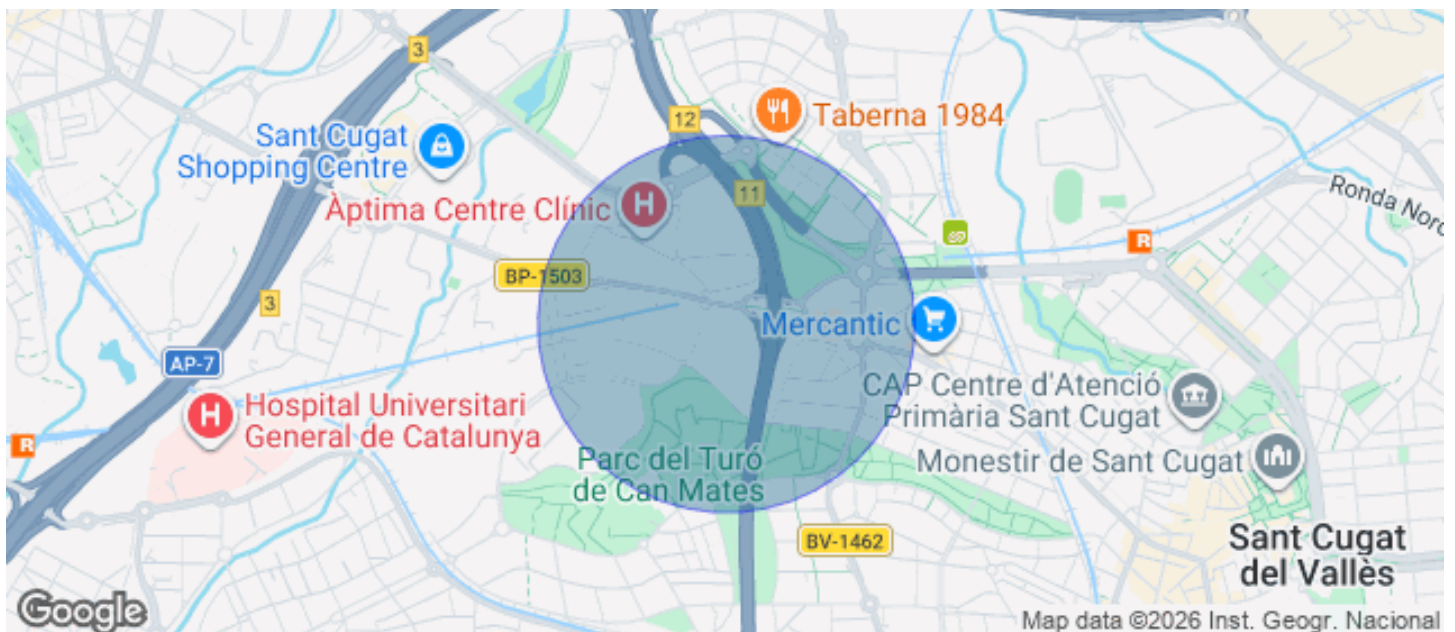 3
12
Taberna 1984
Sant Cugat
Shopping Centre
Àptima Centre Clínic
H
11
Ronda Nord
R
BP-1503
3
Mercantic
AP-7
CAP Centre d'Atenció
Primària Sant Cugat
H
Hospital Universitari
General de Catalunya
R
Monestir de Sant Cugat
Parc del Turó
de Can Mates
BV-1462
Sant Cugat
del Vallès
Google
Map data ©2026 Inst. Geogr. Nacional